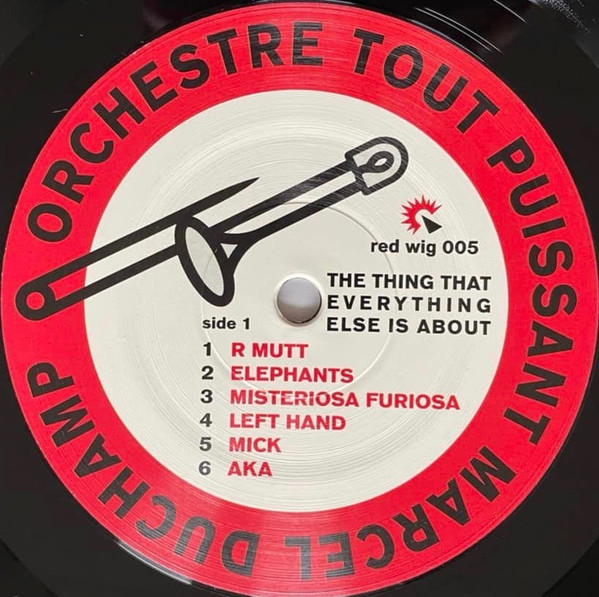 ORCHESTRE TOUT PUISSANT MARCEL DUCHAMP
red wig 005
THE THING THAT
EVERYTHING
ELSE IS ABOUT
side 1
1 R MUTT
2 ELEPHANTS
3 MISTERIOSA FURIOSA
4 LEFT HAND
5 MICK
6 AKA